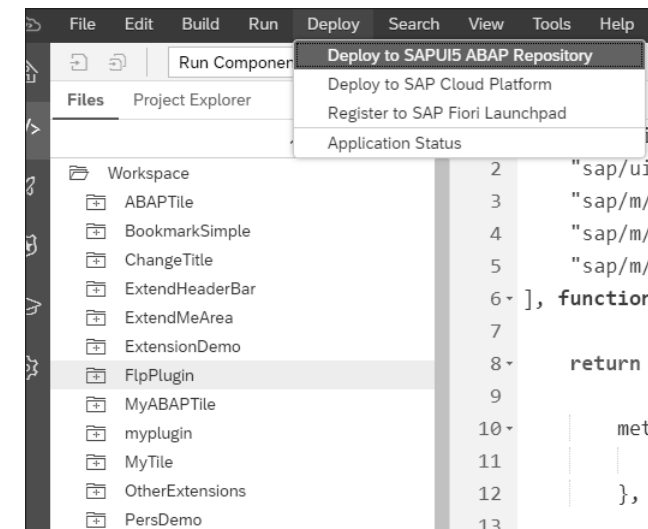 File Edit Build Run Deploy Search View Tools Help
Run Componen
Deploy to SAPUI5 ABAP Repository
Deploy to SAP Cloud Platform
Register to SAP Fiori Launchpad
Application Status
Files Project Explorer
Workspace
ABAPTile
BookmarkSimple
ChangeTitle
ExtendHeaderBar
ExtendMeArea
ExtensionDemo
FlpPlugin
MyABAPTile
myplugin
MyTile
OtherExtensions
PersDemo
2 "sap/ui
3 "sap/m/
4 "sap/m/
5 "sap/m/
6 ], function
7
8 return
9
10 met
11
12 },
13